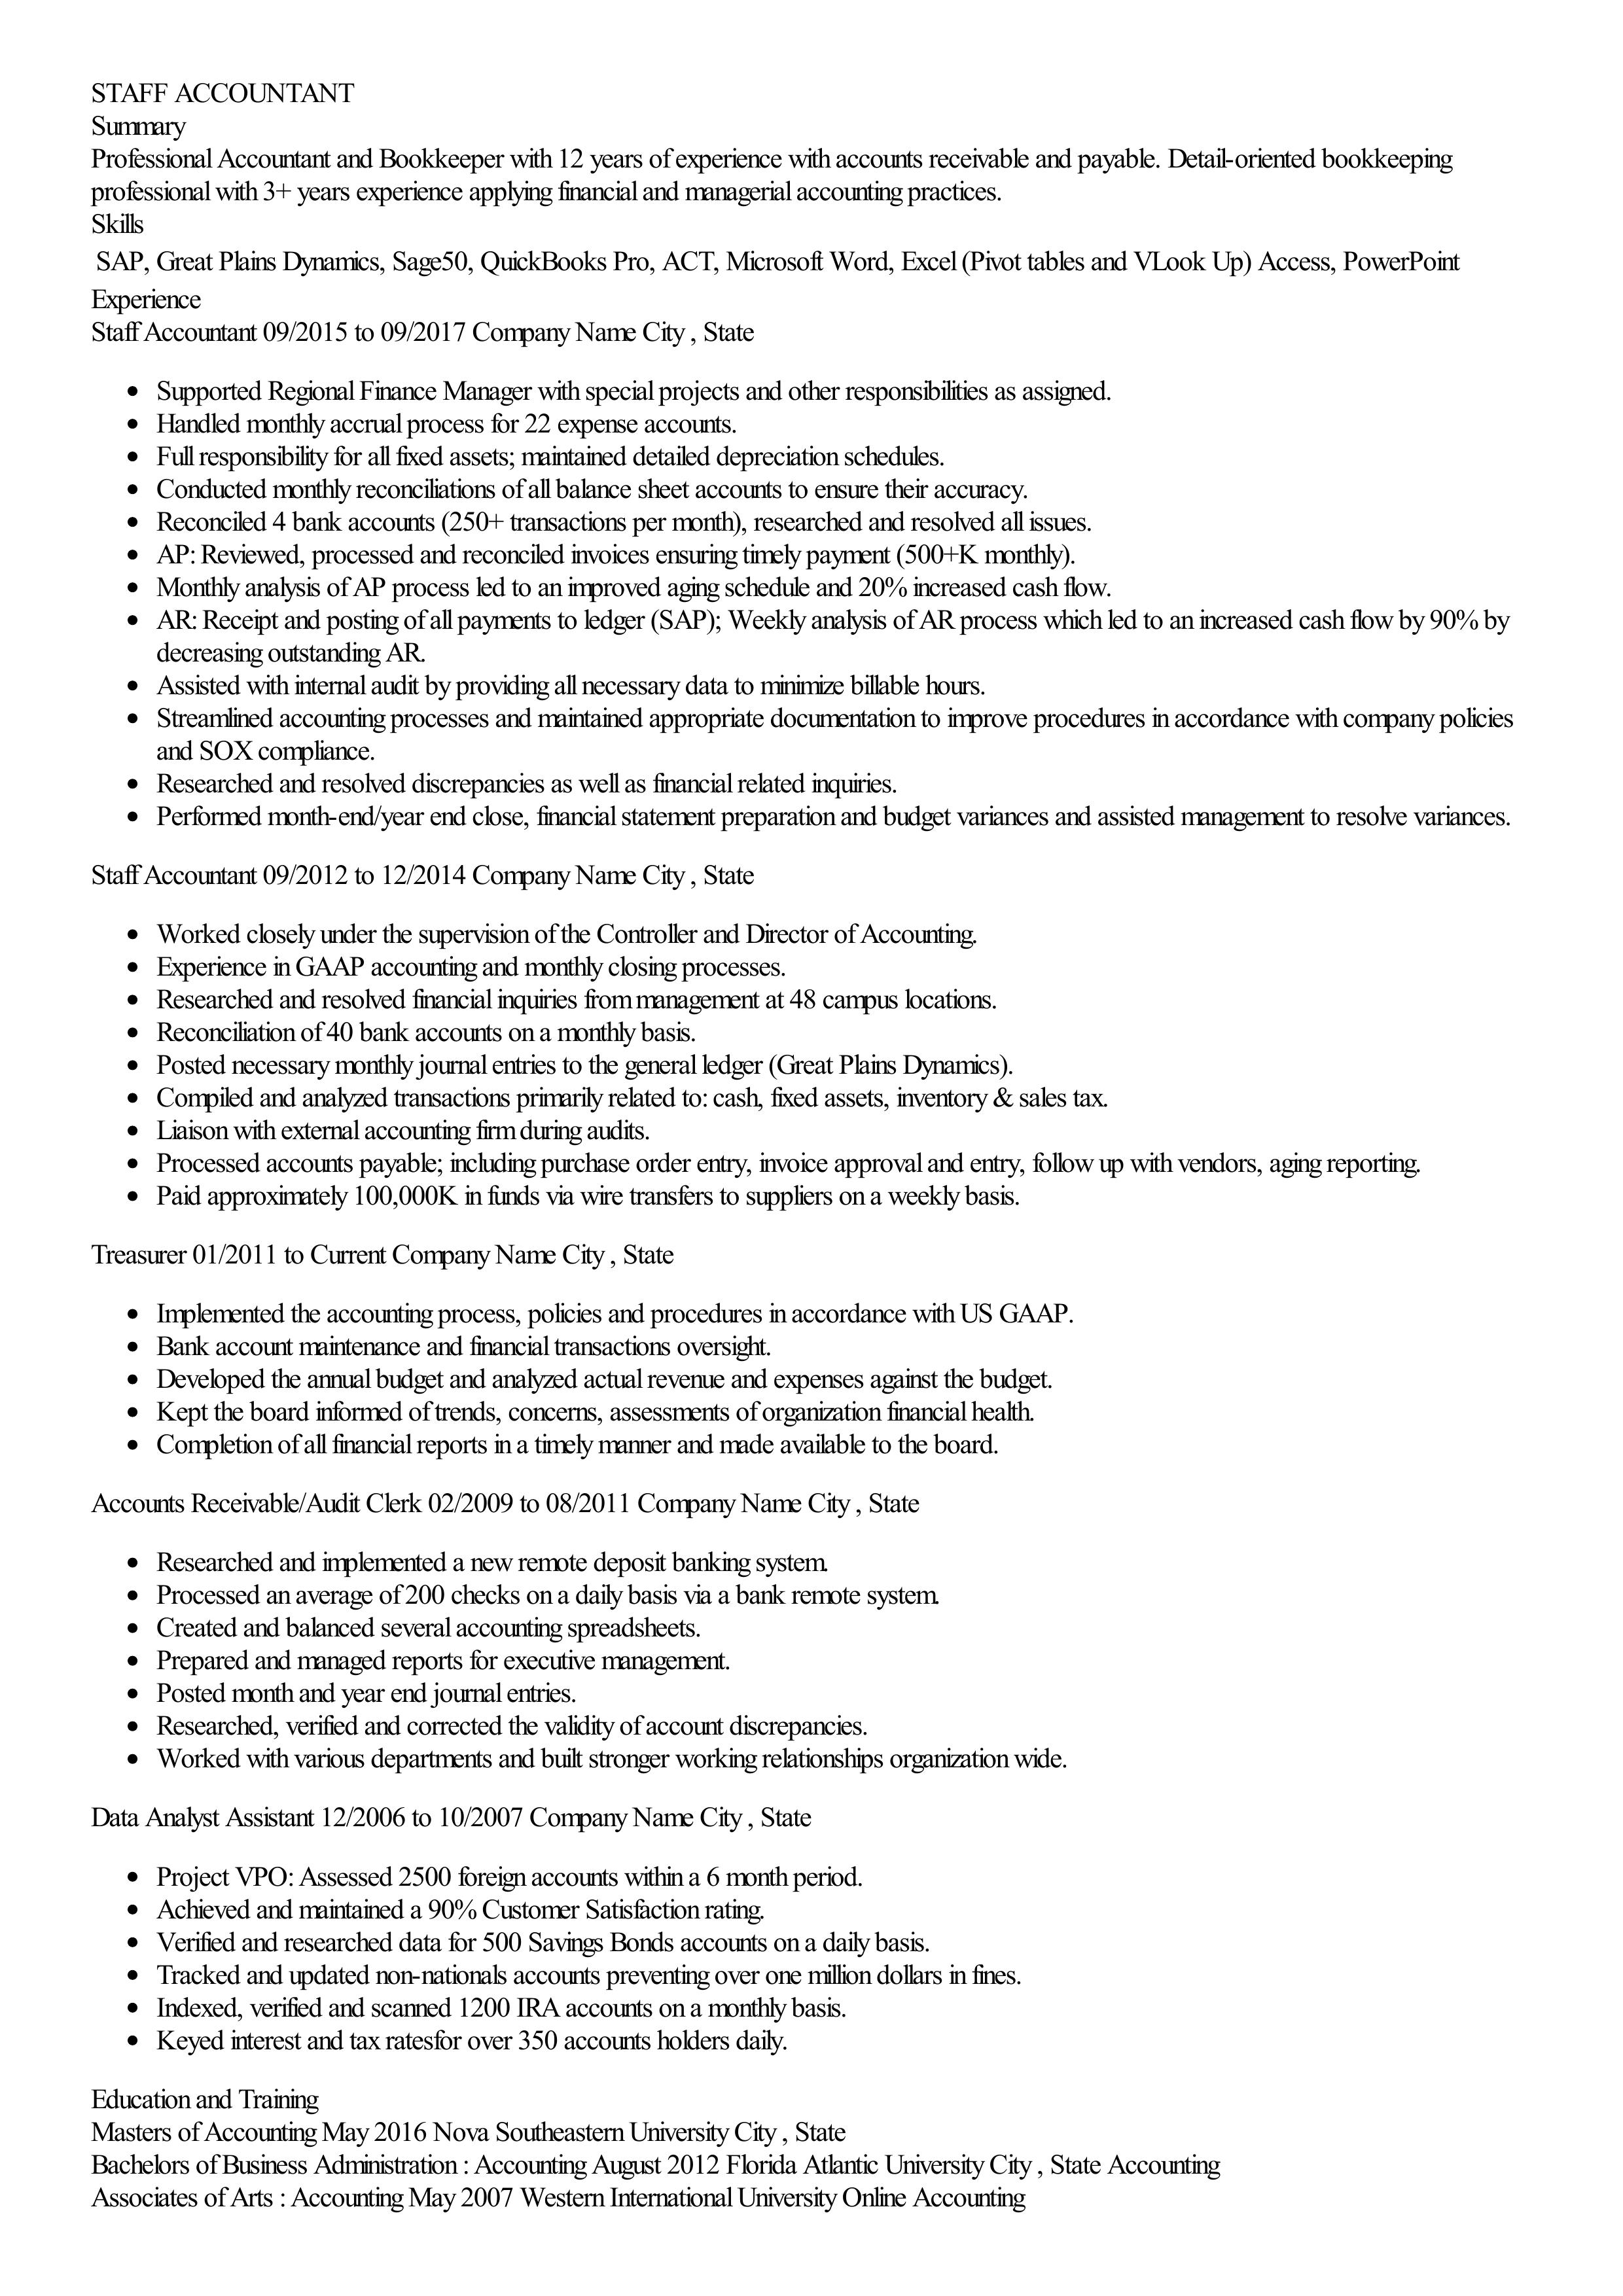 STAFF ACCOUNTANT
Summary
Professional Accountant and Bookkeeper with 12 years of experience with accounts receivable and payable. Detail-oriented bookkeeping
professional with 3+ years experience applying financial and managerial accounting practices.
Skills
SAP, Great Plains Dynamics, Sage50, QuickBooks Pro, ACT, Microsoft Word, Excel (Pivot tables and VLook Up) Access, PowerPoint
Experience
Staff Accountant 09/2015 to 09/2017 Company Name City , State
• Supported Regional Finance Manager with special projects and other responsibilities as assigned.
• Handled monthly accrual process for 22 expense accounts.
• Full responsibility for all fixed assets; maintained detailed depreciation schedules.
• Conducted monthly reconciliations of all balance sheet accounts to ensure their accuracy.
• Reconciled 4 bank accounts (250+ transactions per month), researched and resolved all issues.
• AP: Reviewed, processed and reconciled invoices ensuring timely payment (500+K monthly).
• Monthly analysis of AP process led to an improved aging schedule and 20% increased cash flow.
• AR: Receipt and posting of all payments to ledger (SAP); Weekly analysis of AR process which led to an increased cash flow by 90% by
decreasing outstanding AR.
• Assisted with internal audit by providing all necessary data to minimize billable hours.
• Streamlined accounting processes and maintained appropriate documentation to improve procedures in accordance with company policies
and SOX compliance.
• Researched and resolved discrepancies as well as financial related inquiries.
• Performed month-end/year end close, financial statement preparation and budget variances and assisted management to resolve variances.
Staff Accountant 09/2012 to 12/2014 Company Name City , State
• Worked closely under the supervision of the Controller and Director of Accounting.
• Experience in GAAP accounting and monthly closing processes.
• Researched and resolved financial inquiries from management at 48 campus locations.
• Reconciliation of 40 bank accounts on a monthly basis.
• Posted necessary monthly journal entries to the general ledger (Great Plains Dynamics).
• Compiled and analyzed transactions primarily related to: cash, fixed assets, inventory & sales tax.
• Liaison with external accounting firm during audits.
• Processed accounts payable; including purchase order entry, invoice approval and entry, follow up with vendors, aging reporting.
• Paid approximately 100,000K in funds via wire transfers to suppliers on a weekly basis.
Treasurer 01/2011 to Current Company Name City , State
• Implemented the accounting process, policies and procedures in accordance with US GAAP.
• Bank account maintenance and financial transactions oversight.
• Developed the annual budget and analyzed actual revenue and expenses against the budget.
• Kept the board informed of trends, concerns, assessments of organization financial health.
• Completion of all financial reports in a timely manner and made available to the board.
Accounts Receivable/Audit Clerk 02/2009 to 08/2011 Company Name City , State
• Researched and implemented a new remote deposit banking system.
• Processed an average of 200 checks on a daily basis via a bank remote system.
• Created and balanced several accounting spreadsheets.
• Prepared and managed reports for executive management.
• Posted month and year end journal entries.
• Researched, verified and corrected the validity of account discrepancies.
• Worked with various departments and built stronger working relationships organization wide.
Data Analyst Assistant 12/2006 to 10/2007 Company Name City , State
• Project VPO: Assessed 2500 foreign accounts within a 6 month period.
• Achieved and maintained a 90% Customer Satisfaction rating.
• Verified and researched data for 500 Savings Bonds accounts on a daily basis.
• Tracked and updated non-nationals accounts preventing over one million dollars in fines.
• Indexed, verified and scanned 1200 IRA accounts on a monthly basis.
• Keyed interest and tax ratesfor over 350 accounts holders daily.
Education and Training
Masters of Accounting May 2016 Nova Southeastern University City , State
Bachelors of Business Administration : Accounting August 2012 Florida Atlantic University City , State Accounting
Associates of Arts : Accounting May 2007 Western International University Online Accounting